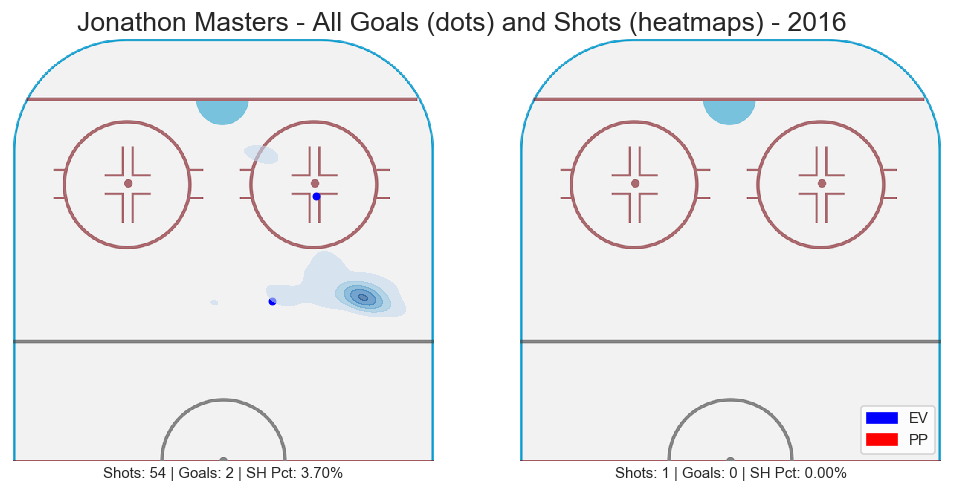 Jonathon Masters - All Goals (dots) and Shots (heatmaps) - 2016
EV
PP
Shots: 54 | Goals: 2 | SH Pct: 3.70%
Shots: 1 | Goals: 0 | SH Pct: 0.00%